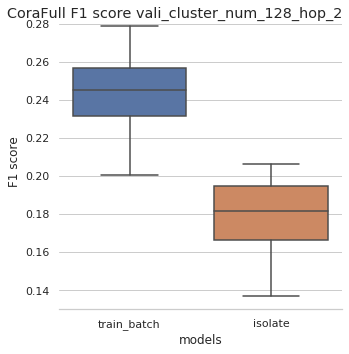 CoraFull F1 score vali_cluster_num_128_hop_2
0.28
0.26
0.24
0.22
0.20
0.18
0.16
0.14
F1 score
train_batch
isolate
models